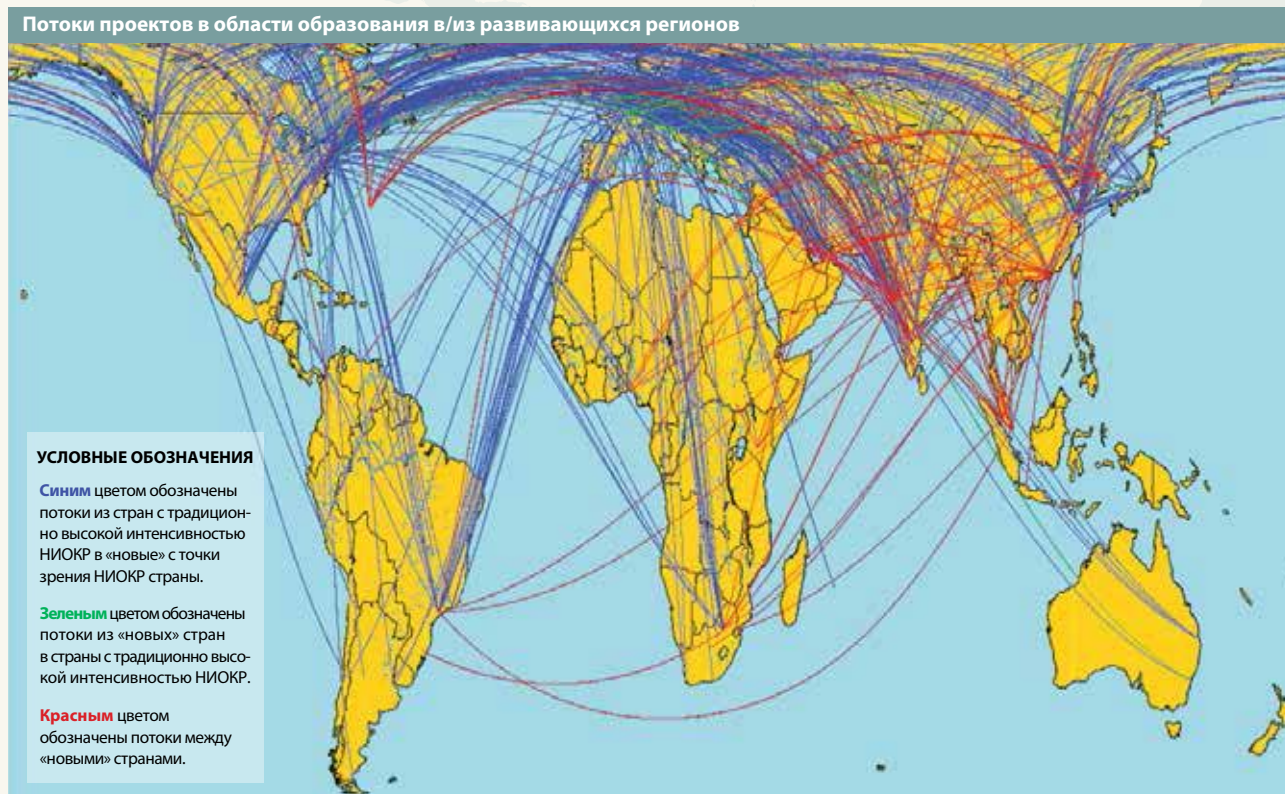 Потоки проектов в области образования в/из развивающихся регионов
УСЛОВНЫЕ ОБОЗНАЧЕНИЯ
Синим цветом обозначены
потоки из стран с традицион-
но высокой интенсивностью
НИОКР в «новые» с точки
зрения НИОКР страны.
Зеленым цветом обозначены
потоки из «новых» стран
в страны с традиционно высо-
кой интенсивностью НИОКР.
Красным цветом
обозначены потоки между
«новыми» странами.